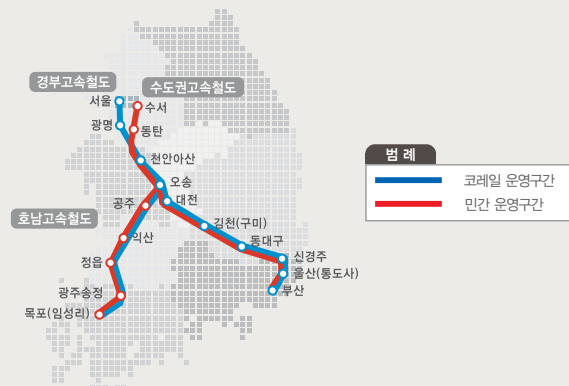 경부고속철도
수도권고속철도
서울
수서
광명
동탄
천안아산
오송
공주
대전
호남고속철도
김천(구미)
익산
동대구
정읍
신경주
울산(통도사)
광주송정
부산
목포(임성리)
범 례
코레일 운영구간
민간 운영구간